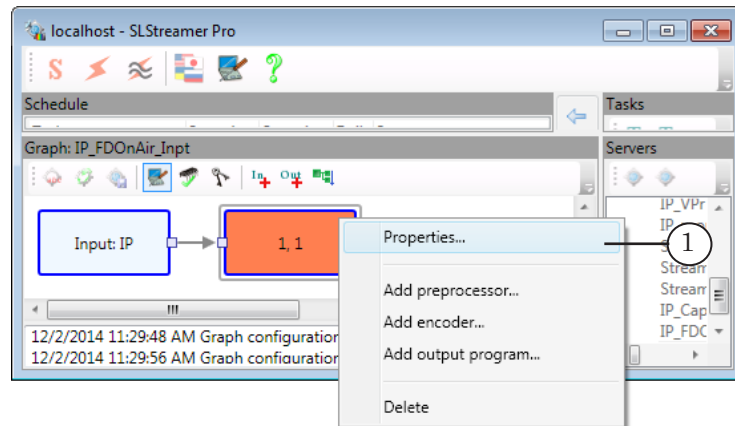 localhost - SLStreamer Pro
S
Schedule
Tasks
Graph: IP_FDOnAir_Inpt
Servers
In
Out
Input: IP
1, 1
Properties...
1
Add preprocessor...
Add encoder...
Add output program...
Delete
IP_VPr
Stream
Stream
IP_Cap
IP_FDC
12/2/2014 11:29:48 AM Graph configuration
12/2/2014 11:29:56 AM Graph configuration